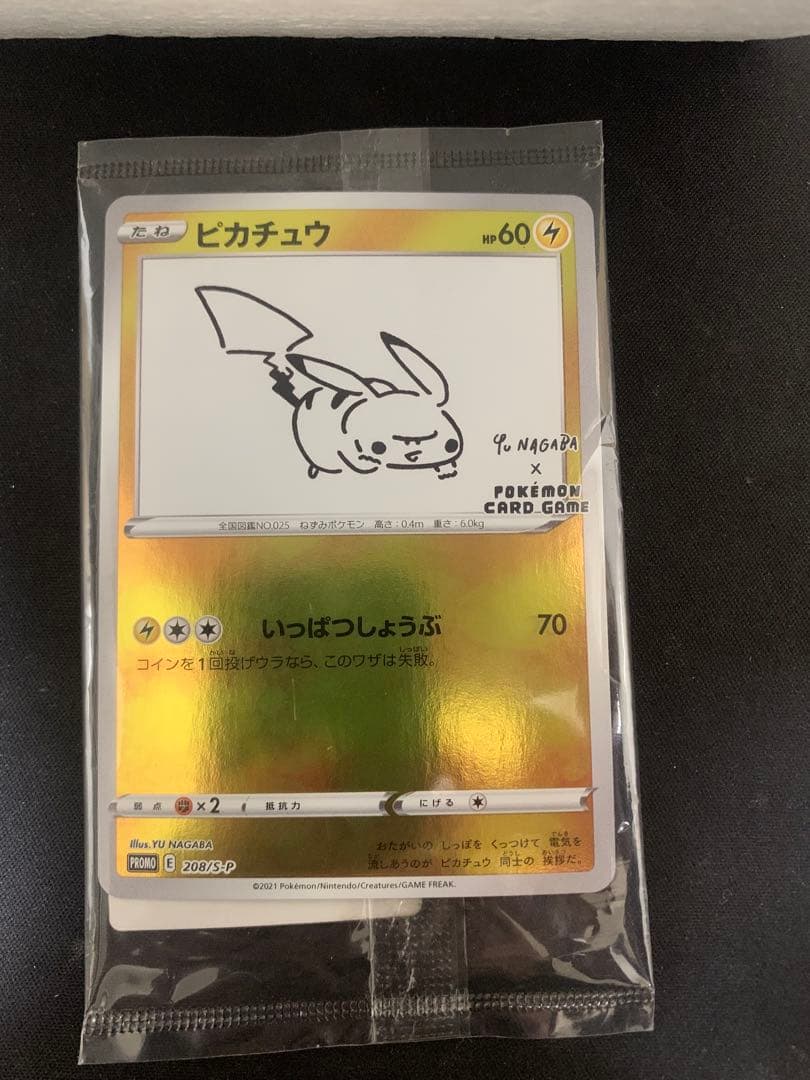 たね ピカチュウ HP60
YU NAGABA
×
POKÉMON
CARD GAME
全国図鑑NO.025 ねずみポケモン 高さ:0.4m 重さ:6.0kg
いっぱつしょうぶ 70
コインを1回投げウラなら、このワザは失敗。
弱点 ×2 抵抗力 にげる
Illus.YU NAGABA
PROMO E 208/S-P
おたがいの しっぽを くっつけて 電気を
流しあうのが ピカチュウ 同士の 挨拶だ。
©2021 Pokémon/Nintendo/Creatures/GAME FREAK.